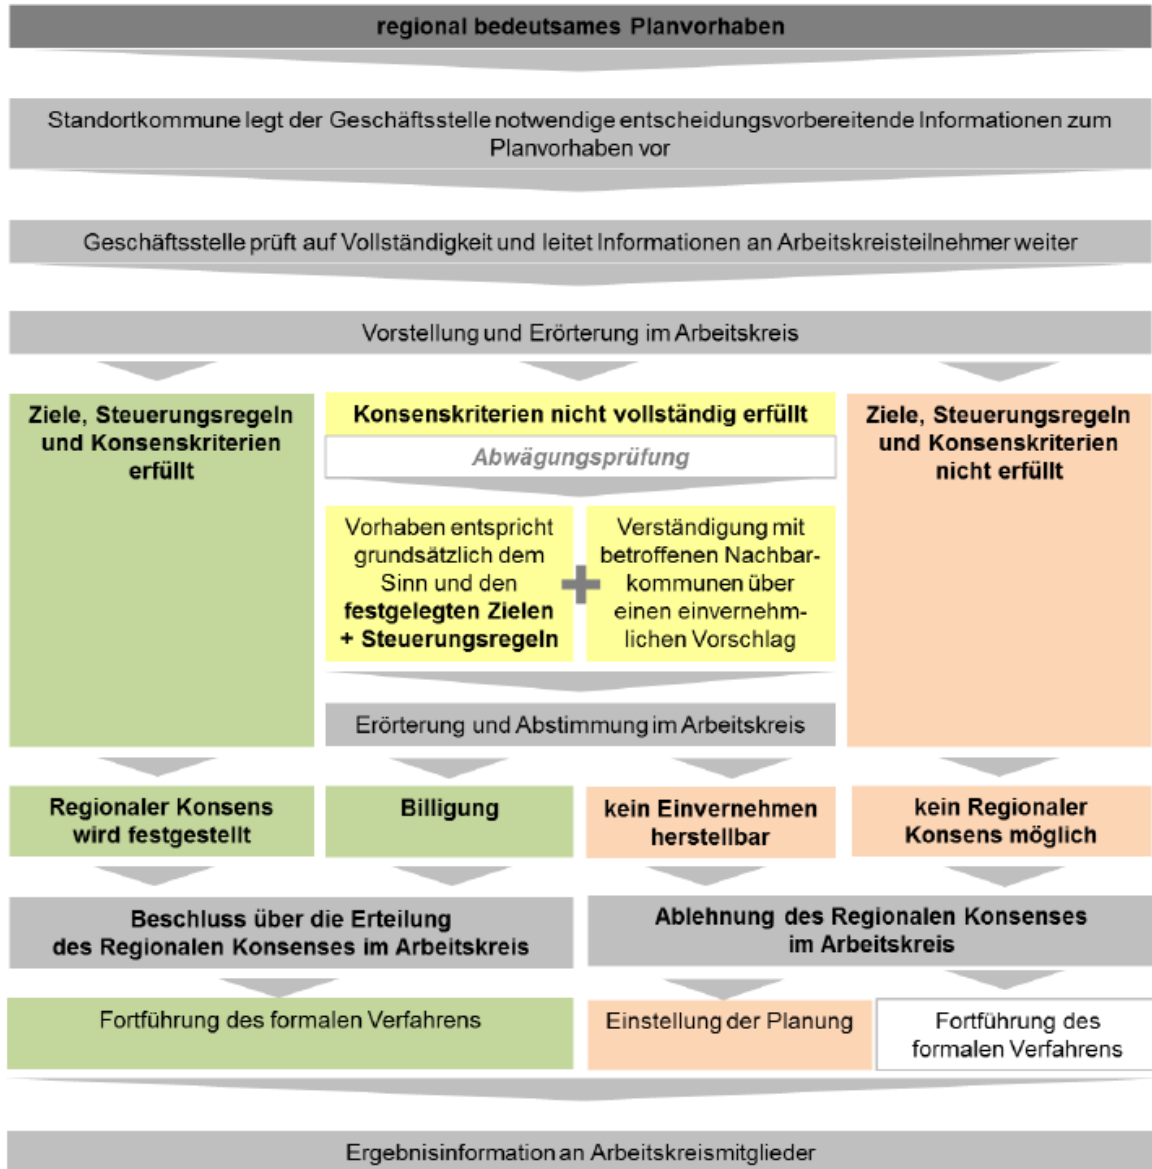 regional bedeutsames Planvorhaben
Standortkommune legt der Geschäftsstelle notwendige entscheidungsvorbereitende Informationen zum
Planvorhaben vor
Geschäftsstelle prüft auf Vollständigkeit und leitet Informationen an Arbeitskreisteilnehmer weiter
Vorstellung und Erörterung im Arbeitskreis
Ziele, Steuerungsregeln
und Konsenskriterien
erfüllt
Konsenskriterien nicht vollständig erfüllt
Abwägungsprüfung
Vorhaben entspricht
grundsätzlich dem
Sinn und den
festgelegten Zielen
+ Steuerungsregeln
Verständigung mit
betroffenen Nachbar-
kommunen über
einen einvernehm-
lichen Vorschlag
Erörterung und Abstimmung im Arbeitskreis
Ziele, Steuerungsregeln
und Konsenskriterien
nicht erfüllt
Regionaler Konsens
wird festgestellt
Billigung
kein Einvernehmen
herstellbar
kein Regionaler
Konsens möglich
Beschluss über die Erteilung
des Regionalen Konsenses im Arbeitskreis
Ablehnung des Regionalen Konsenses
im Arbeitskreis
Fortführung des formalen Verfahrens
Einstellung der Planung
Fortführung des
formalen Verfahrens
Ergebnisinformation an Arbeitskreismitglieder